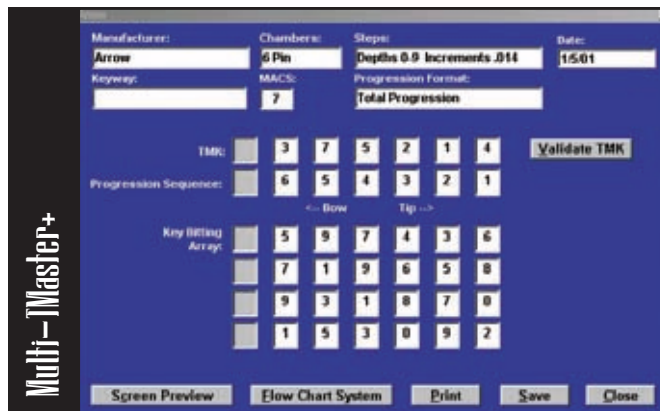 Manufacturer: Chambers: Steps: Date:
Arrow 6 Pin Depths 0-9 Increments .014 1/5/01
Keyway: MACS: Progression Format:
7 Total Progression
TMK: 3 7 5 2 1 4 Validate TMK
Progression Sequence: 6 5 4 3 2 1
<-- Bow Tip -->
Key Bitting 5 9 7 4 3 6
Array:
7 1 9 6 5 8
9 3 1 8 7 0
1 5 3 0 9 2
Screen Preview Flow Chart System Print Save Close
Multi-TMaster+